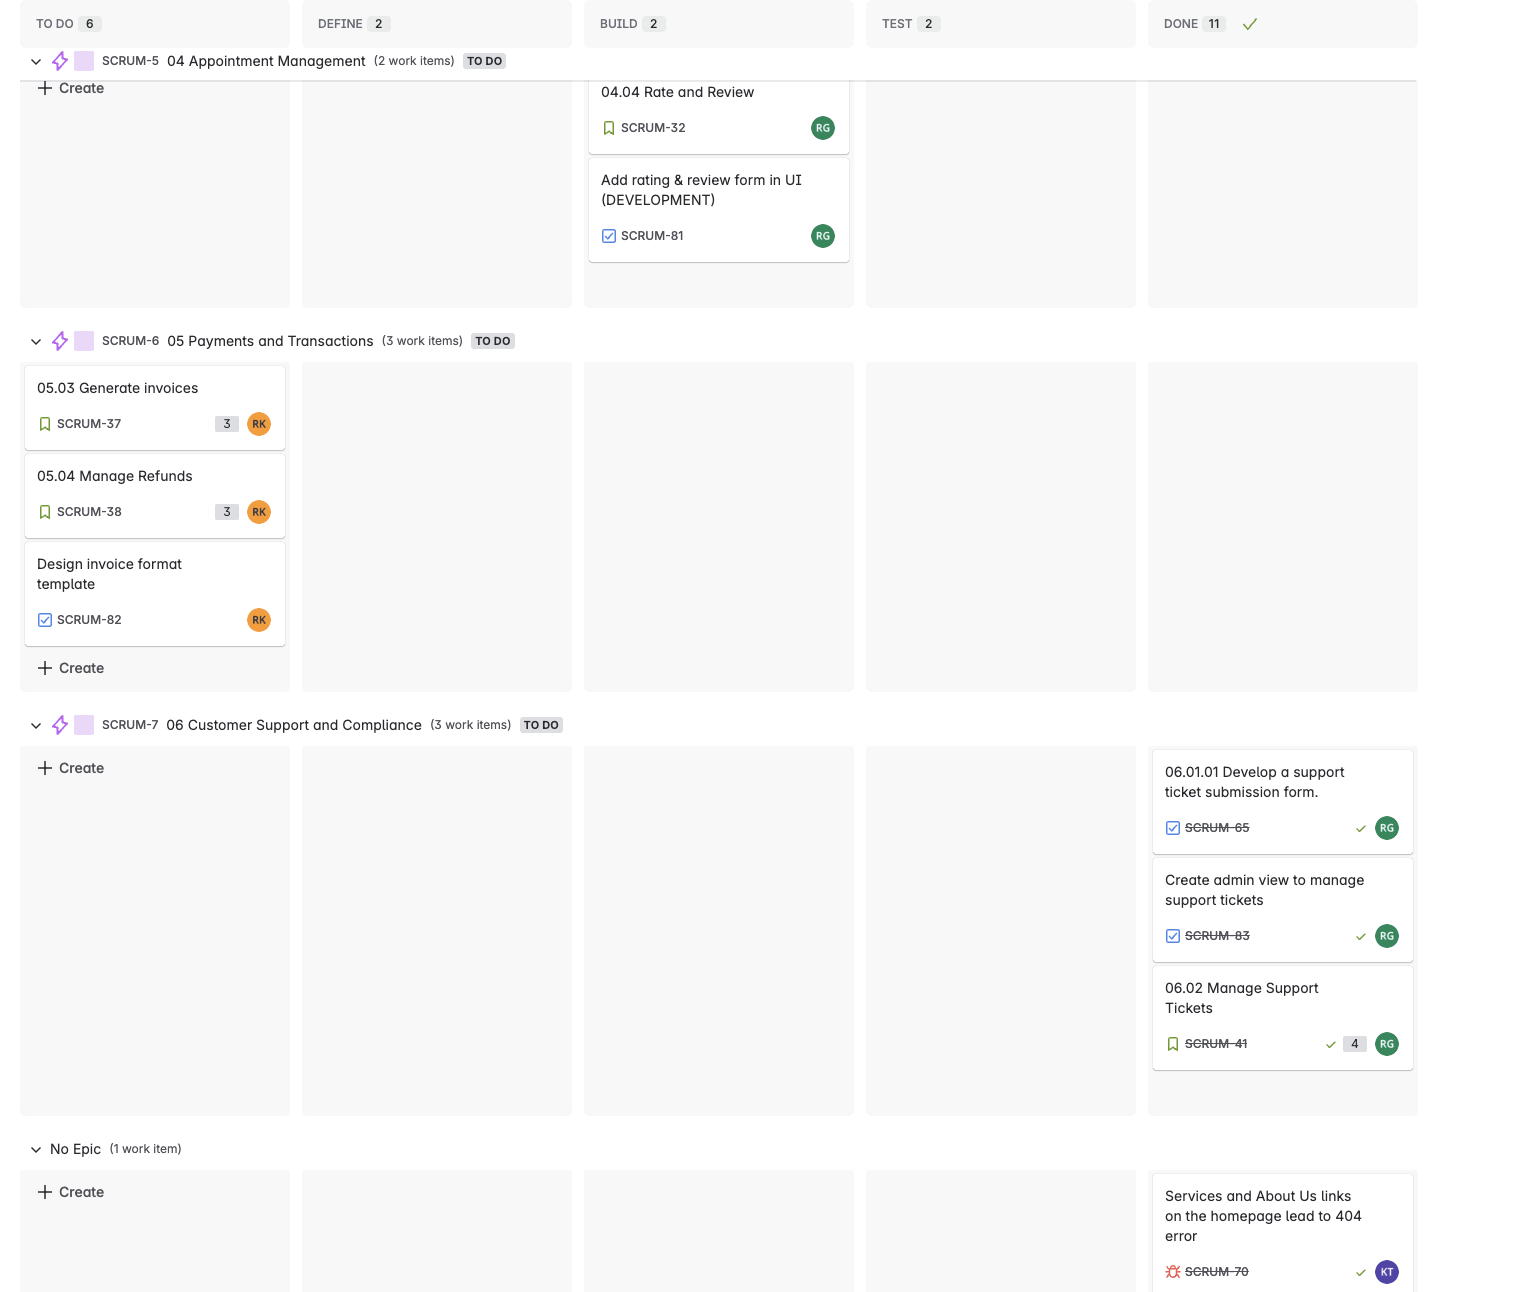 TO DO 6
DEFINE 2
BUILD 2
TEST 2
DONE 11
SCRUM-5 04 Appointment Management (2 work items) TO DO
Create
04.04 Rate and Review
SCRUM-32 RG
Add rating & review form in UI
(DEVELOPMENT)
SCRUM-81 RG
SCRUM-6 05 Payments and Transactions (3 work items) TO DO
05.03 Generate invoices
SCRUM-37 3 RK
05.04 Manage Refunds
SCRUM-38 3 RK
Design invoice format
template
SCRUM-82 RK
Create
SCRUM-7 06 Customer Support and Compliance (3 work items) TO DO
Create
06.01.01 Develop a support
ticket submission form.
SCRUM-65 RG
Create admin view to manage
support tickets
SCRUM-83 RG
06.02 Manage Support
Tickets
SCRUM-41 4 RG
No Epic (1 work item)
Create
Services and About Us links
on the homepage lead to 404
error
SCRUM-70 KT